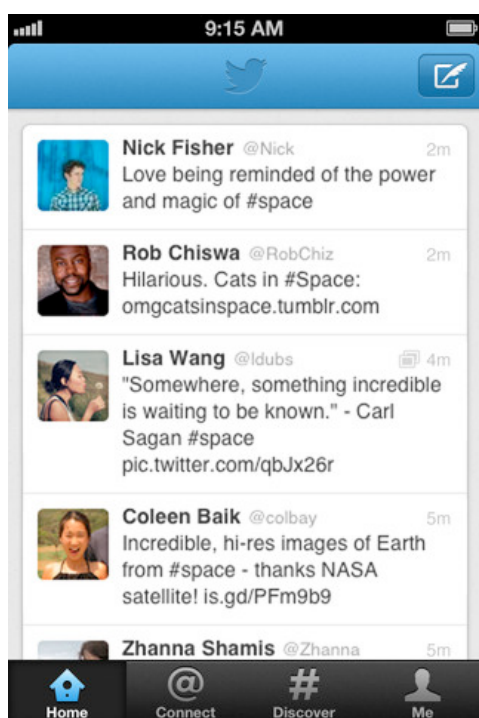 9:15 AM
Nick Fisher @Nick 2m
Love being reminded of the power
and magic of #space
Rob Chiswa @RobChiz 2m
Hilarious. Cats in #Space:
omgcatsinspace.tumblr.com
Lisa Wang @ldubs 4m
"Somewhere, something incredible
is waiting to be known." - Carl
Sagan #space
pic.twitter.com/qbJx26r
Coleen Baik @colbay 5m
Incredible, hi-res images of Earth
from #space - thanks NASA
satellite! is.gd/PFm9b9
Zhanna Shamis @Zhanna 5m
Home Connect Discover Me